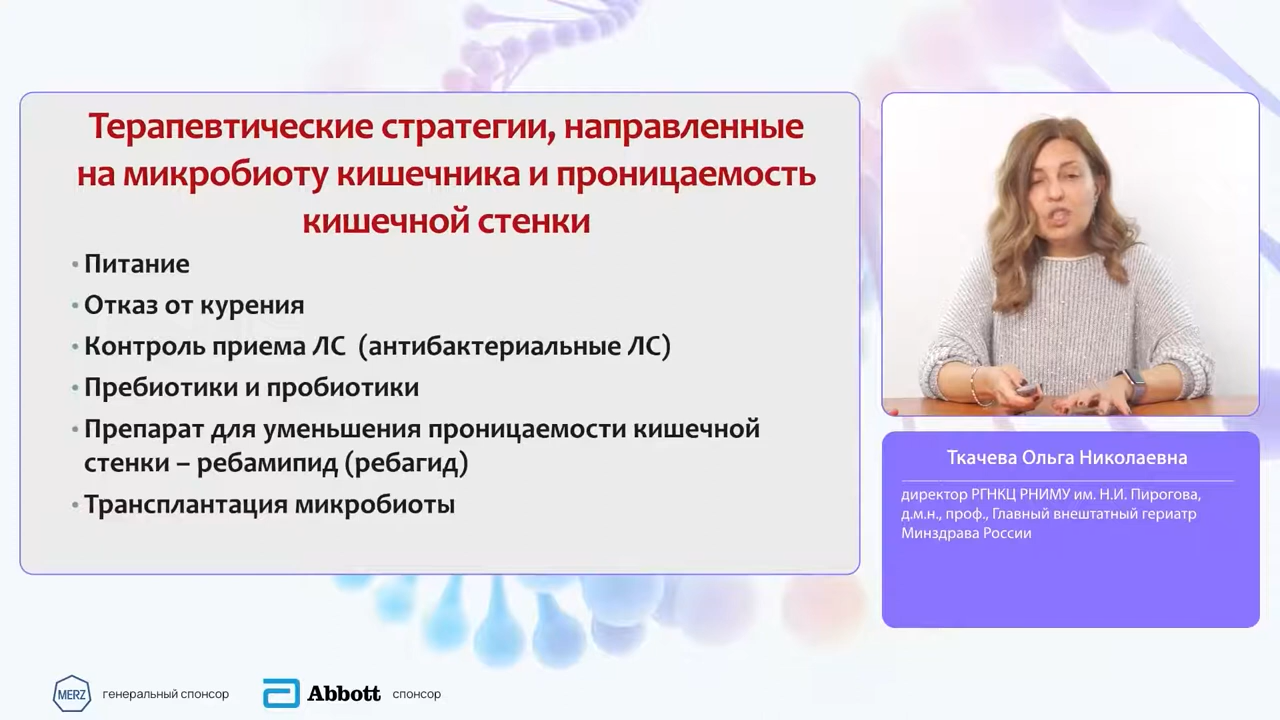 Терапевтические стратегии, направленные
на микробиоту кишечника и проницаемость
кишечной стенки
• Питание
• Отказ от курения
• Контроль приема ЛС (антибактериальные ЛС)
• Пребиотики и пробиотики
• Препарат для уменьшения проницаемости кишечной
стенки – ребамипид (ребагид)
• Трансплантация микробиоты
Ткачева Ольга Николаевна
директор РГНКЦ РНИМУ им. Н.И. Пирогова,
д.м.н., проф., Главный внештатный гериатр
Минздрава России
MERZ генеральный спонсор
Abbott спонсор